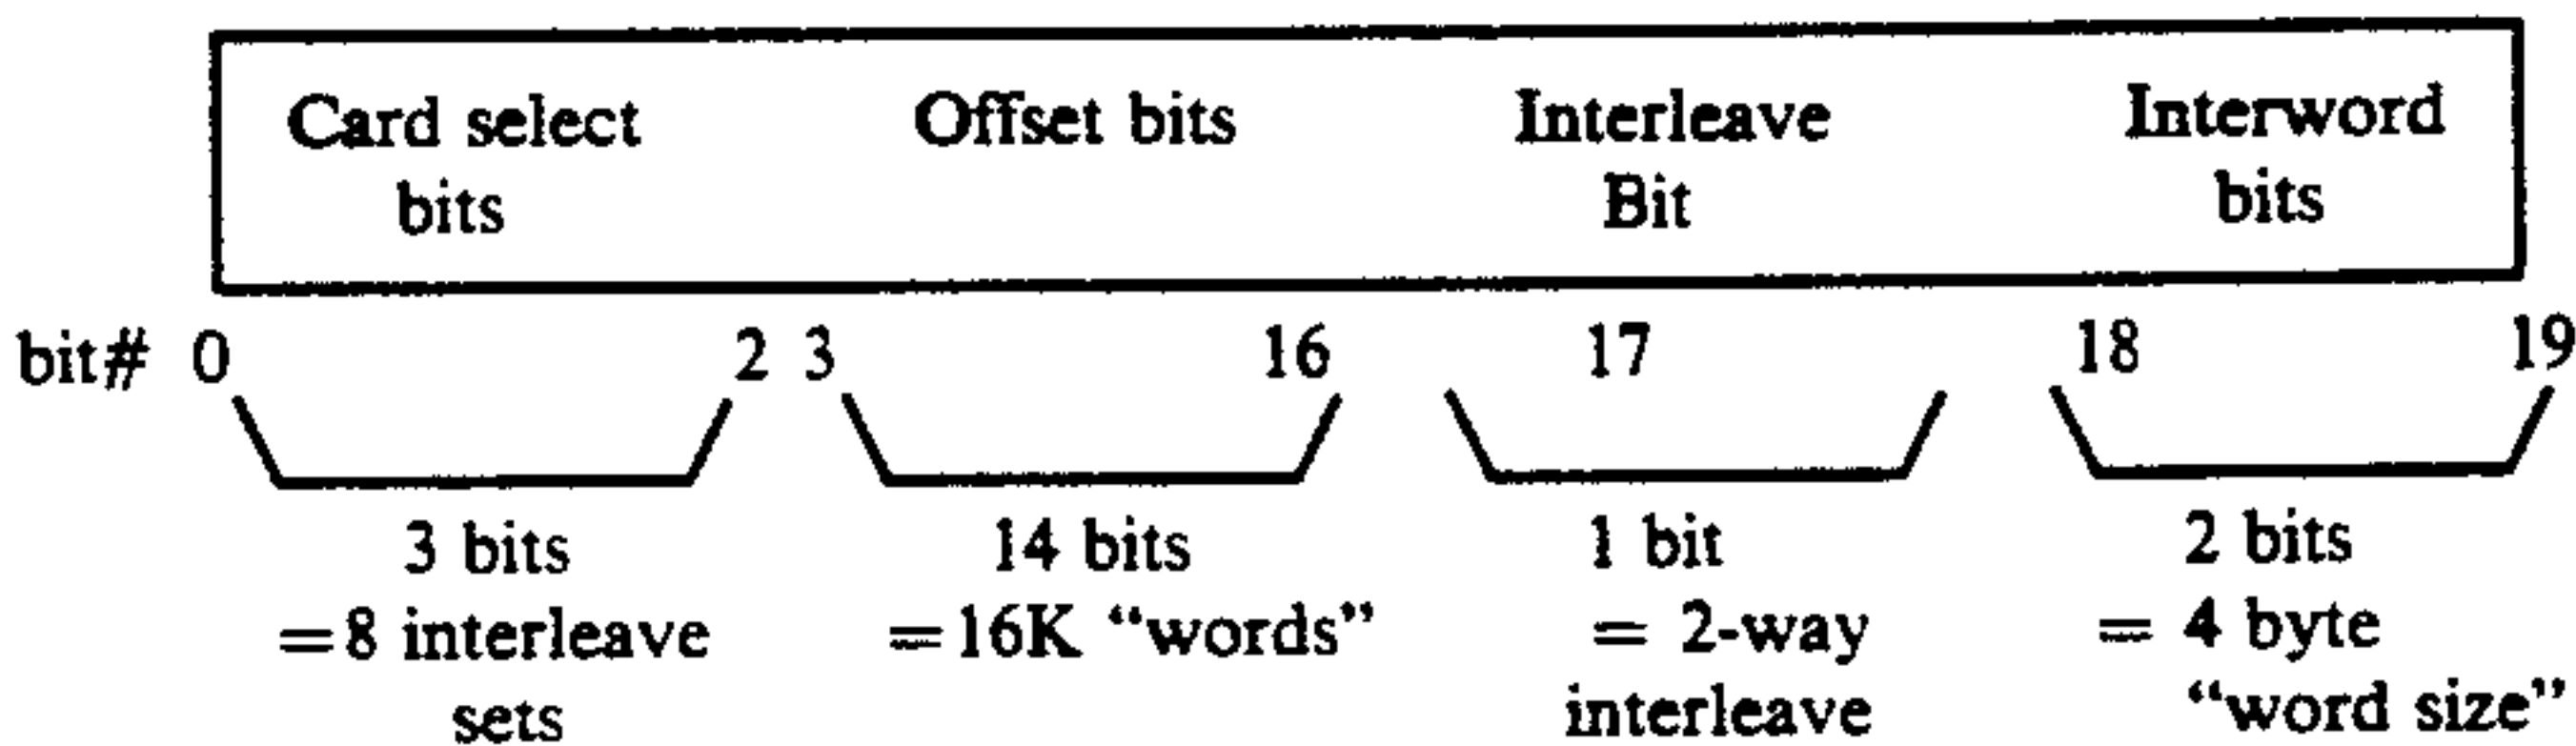 Card select bits
Offset bits
Interleave Bit
Interword bits
bit# 0 2 3 16 17 18 19
3 bits
=8 interleave
sets
14 bits
=16K “words”
1 bit
= 2-way
interleave
2 bits
= 4 byte
“word size”